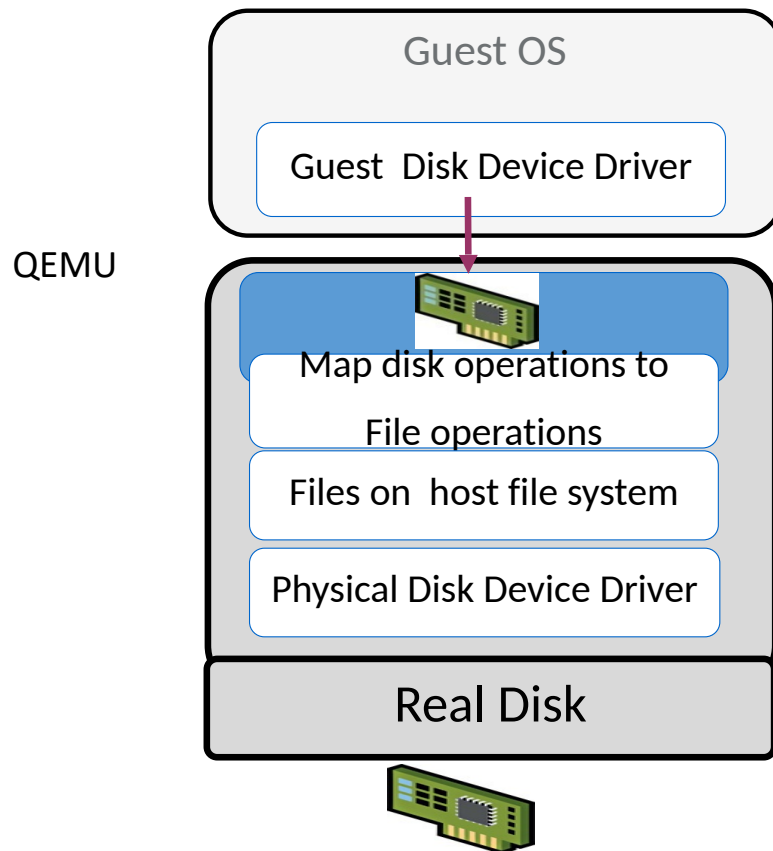 Guest OS
Guest Disk Device Driver
QEMU
Map disk operations to
File operations
Files on host file system
Physical Disk Device Driver
Real Disk